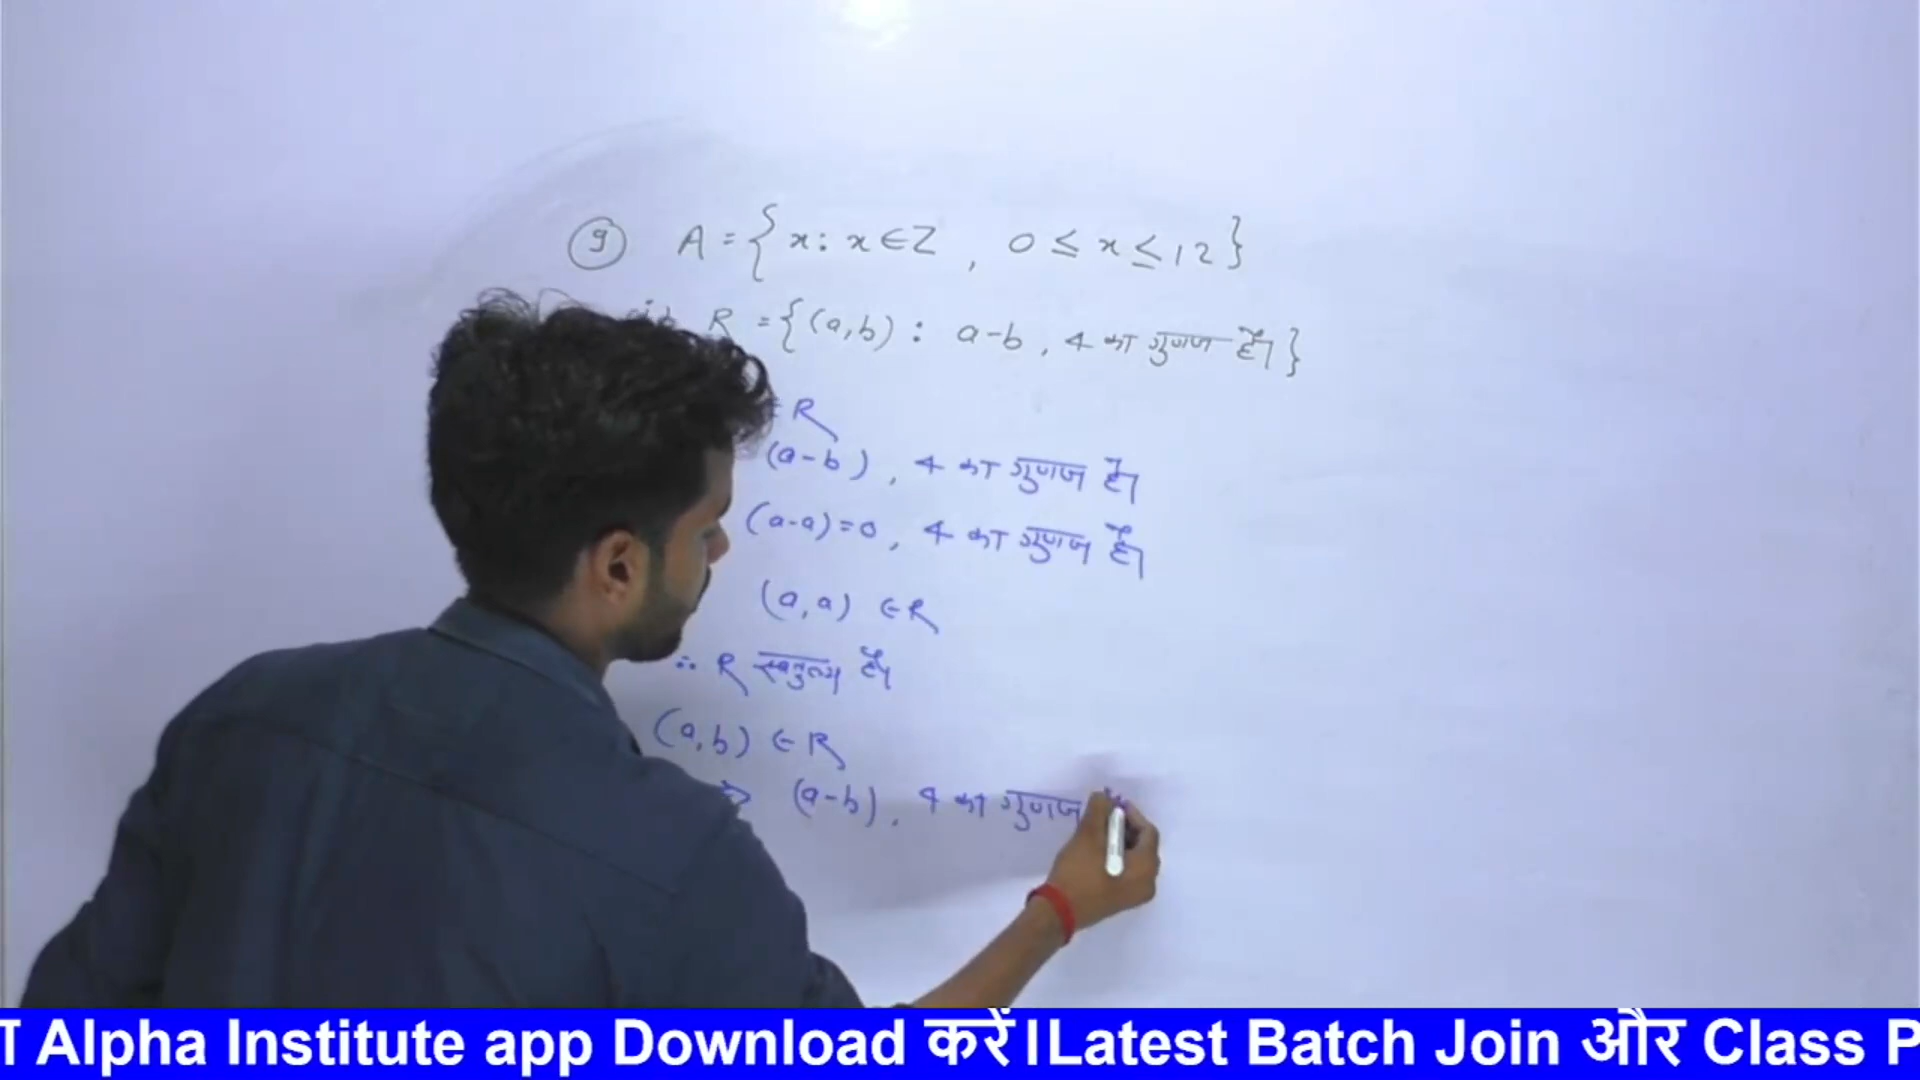 9 A = { x : x ∈ Z , 0 ≤ x ≤ 12 }
R = { (a,b) : a-b , 4 का गुणज है। }
R
(a-b) , 4 का गुणज है।
(a-a)=0 , 4 का गुणज है।
(a,a) ∈ R
∴ R स्वतुल्य है।
(a,b) ∈ R
⇒ (a-b) , 4 का गुणज
Alpha Institute app Download करें।Latest Batch Join और Class P